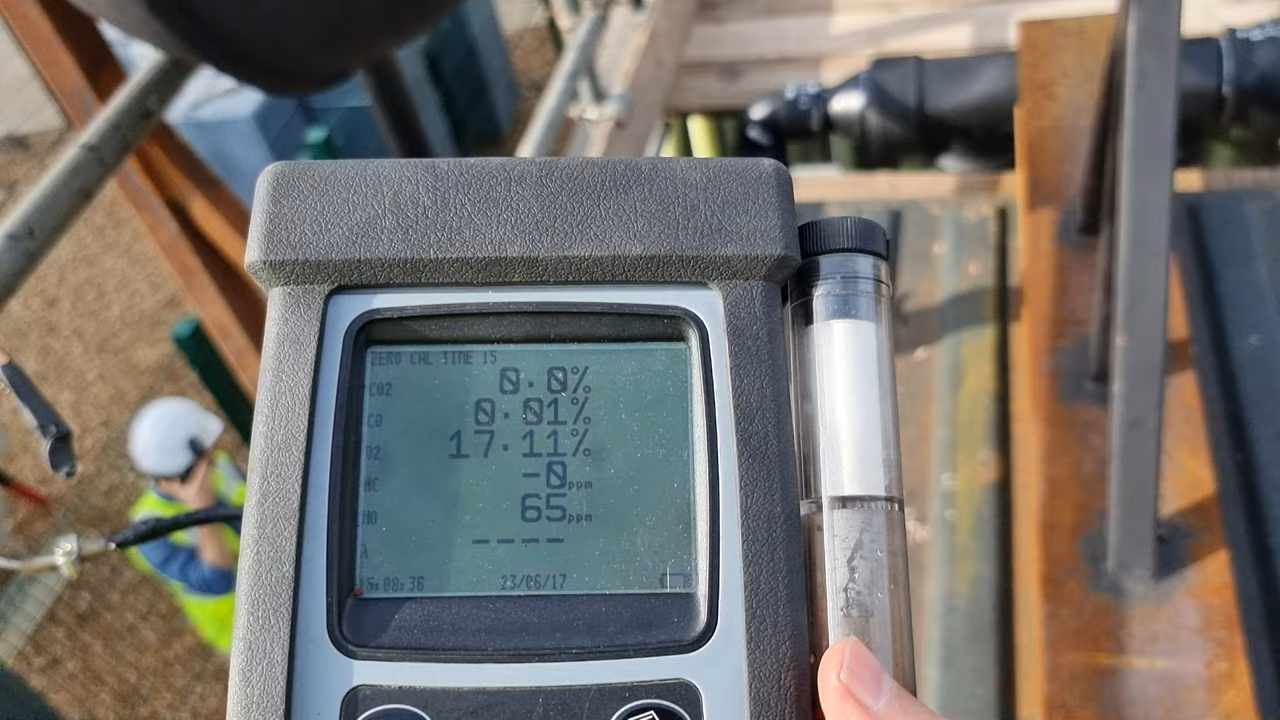 ZERO CAL TIME 15
CO2 0.0%
CO 0.01%
O2 17.11%
HC -0ppm
NO 65ppm
----
5:08:36 23/06/17